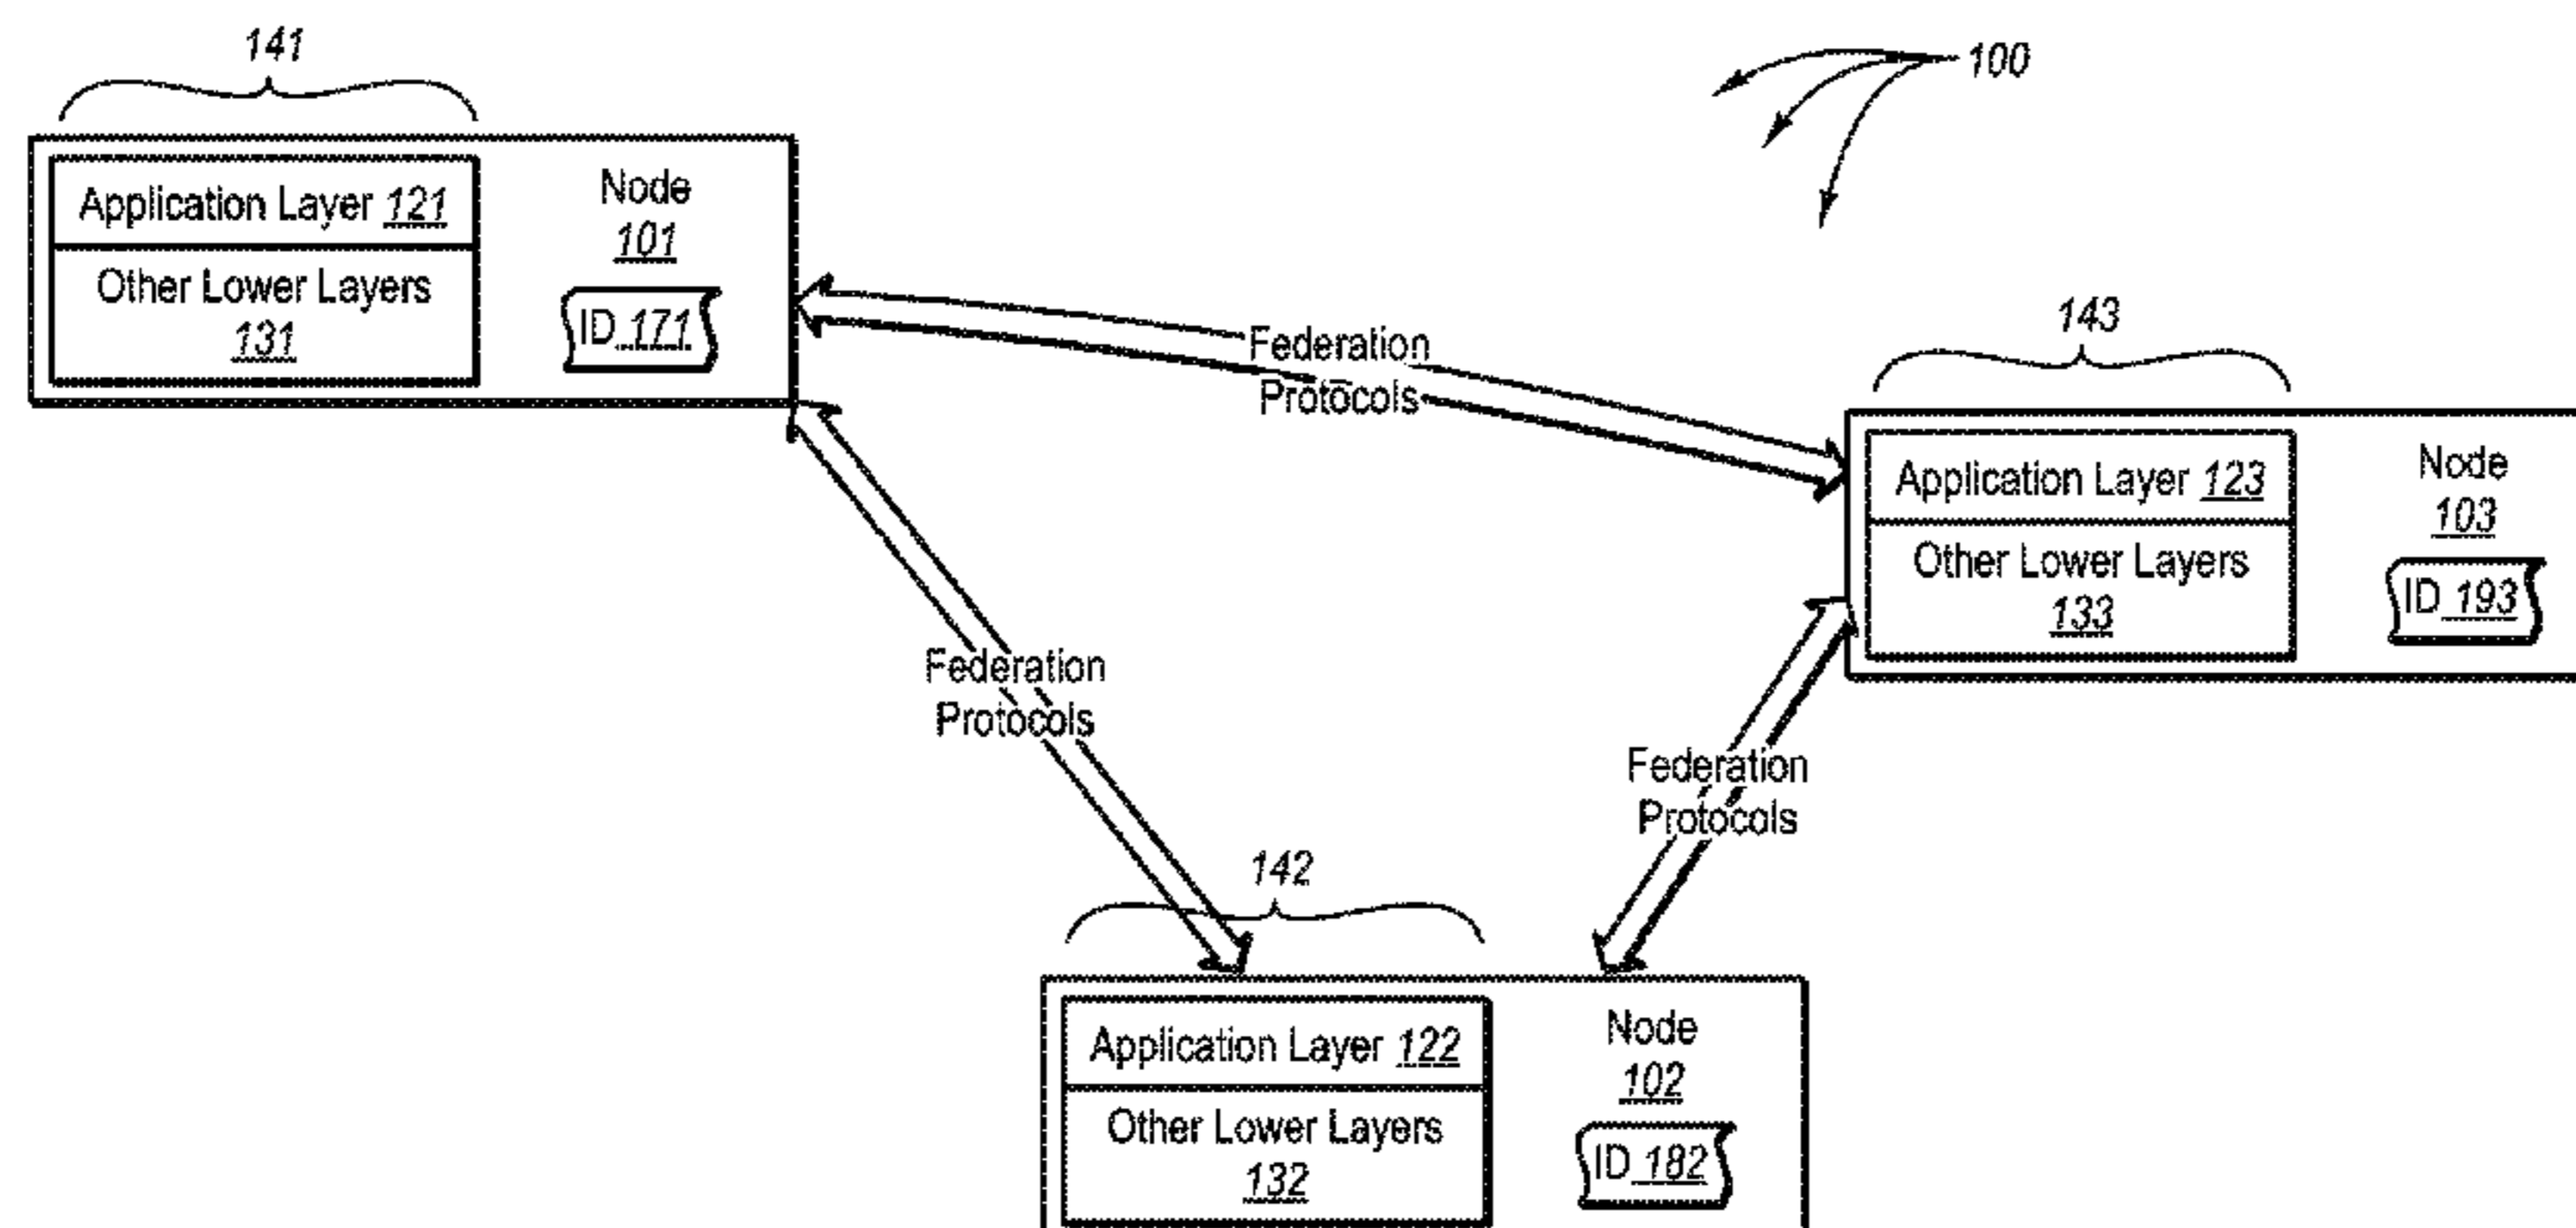 141
100
Application Layer 121
Other Lower Layers
131
Node
101
ID 171
Federation
Protocols
143
Application Layer 123
Other Lower Layers
133
Node
103
ID 193
Federation
Protocols
Federation
Protocols
142
Application Layer 122
Other Lower Layers
132
Node
102
ID 182